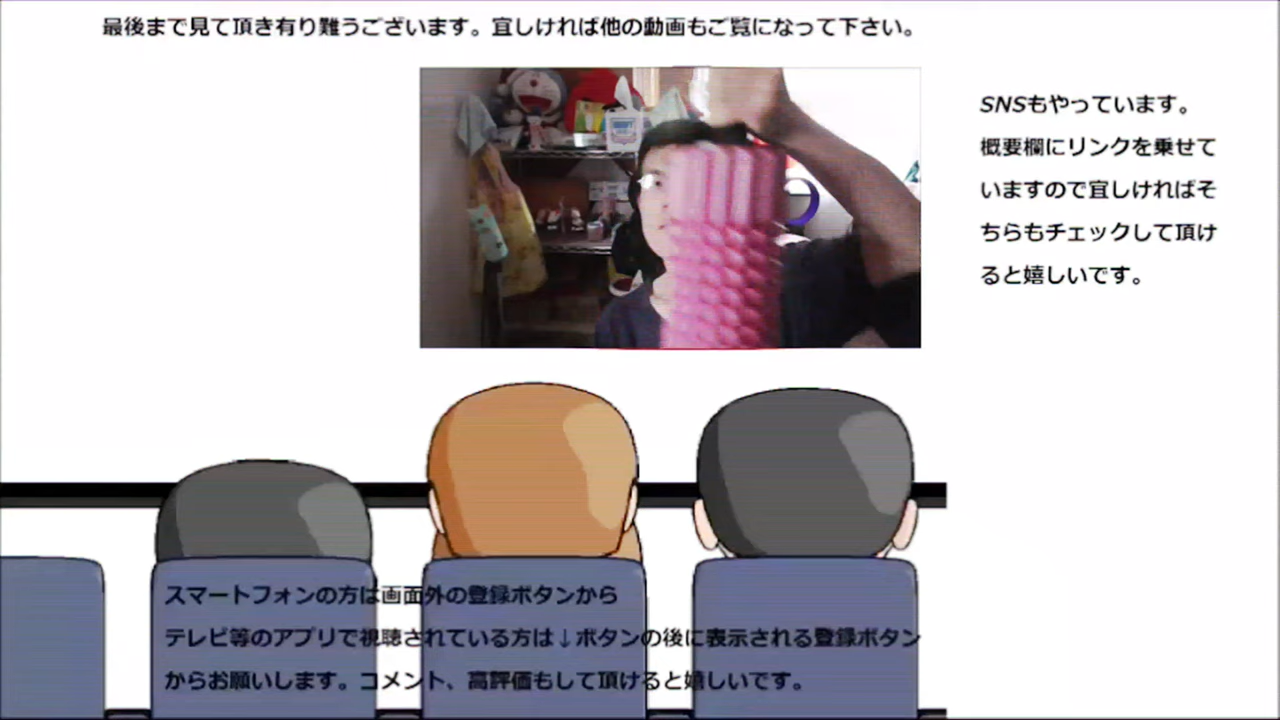 最後まで見て頂き有り難うございます。宜しければ他の動画もご覧になって下さい。
SNSもやっています。
概要欄にリンクを乗せて
いますので宜しければそ
ちらもチェックして頂け
ると嬉しいです。
スマートフォンの方は画面外の登録ボタンから
テレビ等のアプリで視聴されている方は↓ボタンの後に表示される登録ボタン
からお願いします。コメント、高評価もして頂けると嬉しいです。